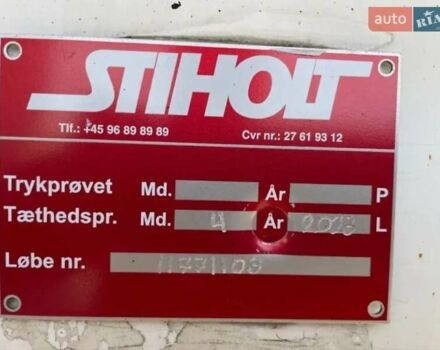 auto RIA
STIHOLT
Tlf.: +45 96 89 89 89 Cvr nr.: 27 61 93 12
Trykprøvet Md. År P
Tæthedspr. Md. 4 År L
Løbe nr.